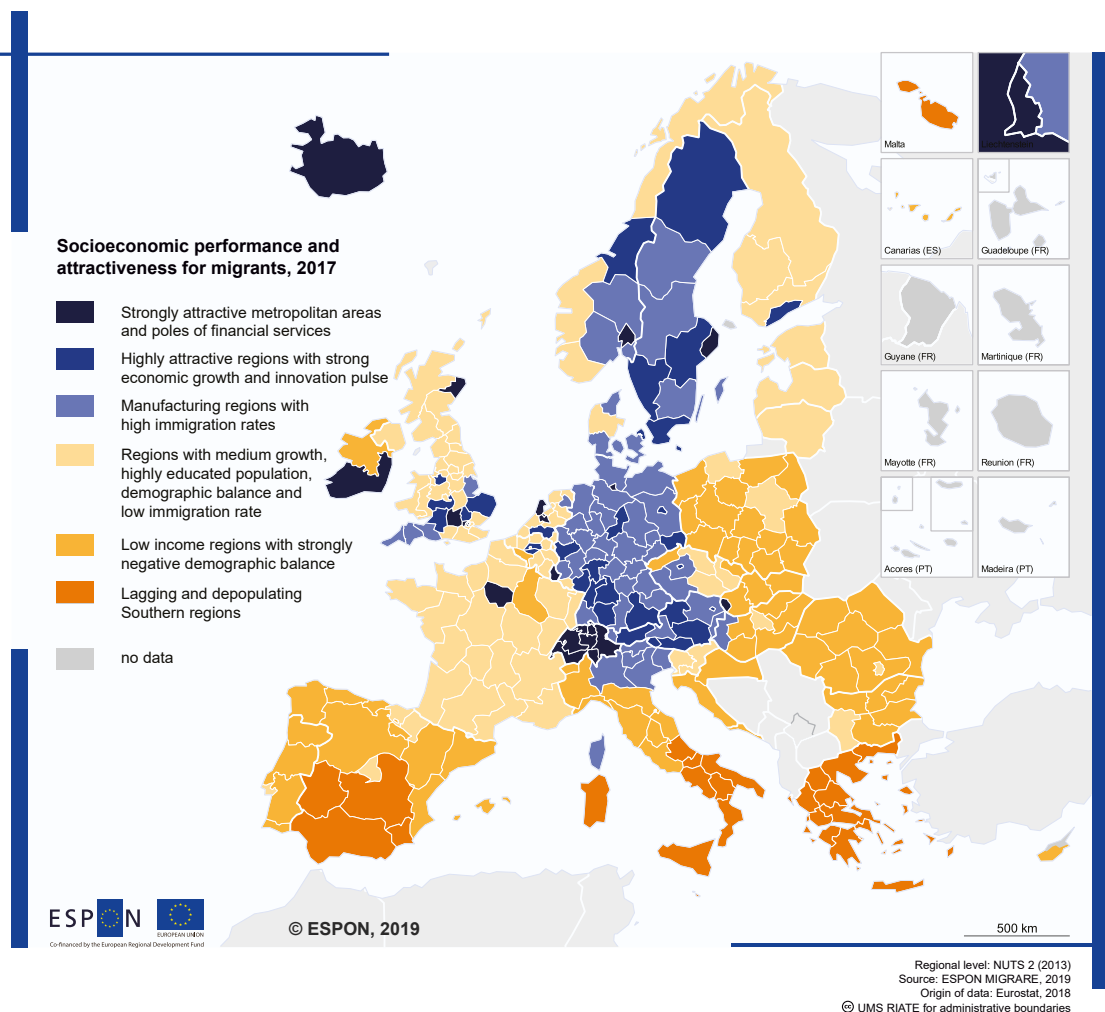 Malta
Liechtenstein
Canarias (ES)
Guadeloupe (FR)
Guyane (FR)
Martinique (FR)
Mayotte (FR)
Reunion (FR)
Acores (PT)
Madeira (PT)
Socioeconomic performance and
attractiveness for migrants, 2017
Strongly attractive metropolitan areas
and poles of financial services
Highly attractive regions with strong
economic growth and innovation pulse
Manufacturing regions with
high immigration rates
Regions with medium growth,
highly educated population,
demographic balance and
low immigration rate
Low income regions with strongly
negative demographic balance
Lagging and depopulating
Southern regions
no data
ESPON
EUROPEAN UNION
Co-financed by the European Regional Development Fund
© ESPON, 2019
500 km
Regional level: NUTS 2 (2013)
Source: ESPON MIGRARE, 2019
Origin of data: Eurostat, 2018
UMS RIATE for administrative boundaries